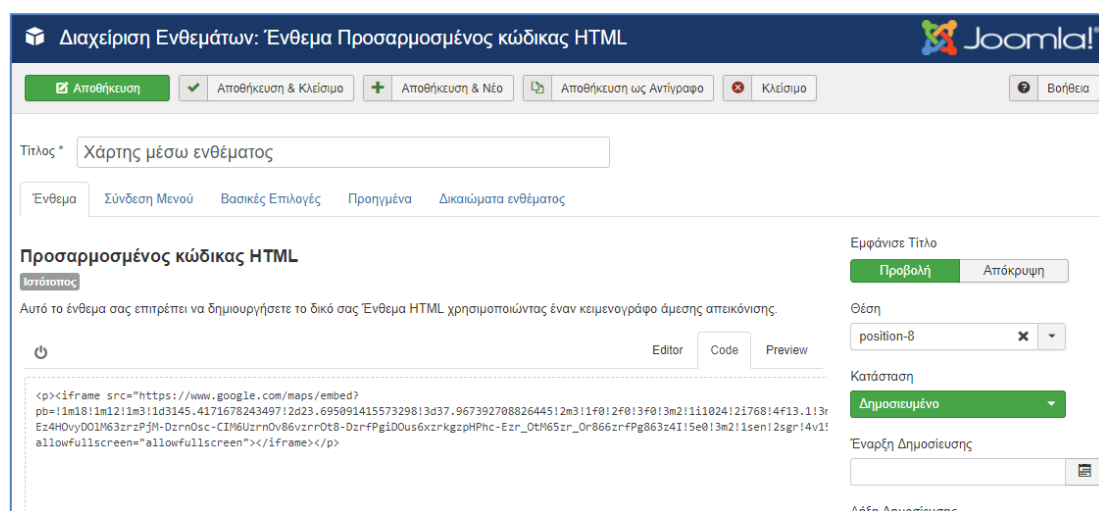 Διαχείριση Ενθεμάτων: Ένθεμα Προσαρμοσμένος κώδικας HTML
Joomla!
Αποθήκευση Αποθήκευση & Κλείσιμο Αποθήκευση & Νέο Αποθήκευση ως Αντίγραφο Κλείσιμο Βοήθεια
Τίτλος * Χάρτης μέσω ενθέματος
Ένθεμα Σύνδεση Μενού Βασικές Επιλογές Προηγμένα Δικαιώματα ενθέματος
Προσαρμοσμένος κώδικας HTML
Ιστότοπος
Αυτό το ένθεμα σας επιτρέπει να δημιουργήσετε το δικό σας Ένθεμα HTML χρησιμοποιώντας έναν κειμενογράφο άμεσης απεικόνισης.
Editor Code Preview
<p><iframe src="https://www.google.com/maps/embed?
pb=!1m18!1m12!1m3!1d3145.4171678243497!2d23.695091415573298!3d37.967392708826445!2m3!1f0!2f0!3f0!3m2!1i1024!2i768!4f13.1!3m
Ez4HOvyDO1M63zrzPjM-DzrnOsc-CIM6UzrnOv86vzrrOt8-DzrfPgiDOus6xzrkgzpHPhc-Ezr_OtM65zr_Or866zrfPg863z4I!5e0!3m2!1sen!2sgr!4v15
allowfullscreen="allowfullscreen"></iframe></p>
Εμφάνισε Τίτλο
Προβολή Απόκρυψη
Θέση
position-8
Κατάσταση
Δημοσιευμένο
Έναρξη Δημοσίευσης
Λήξη Δημοσίευσης